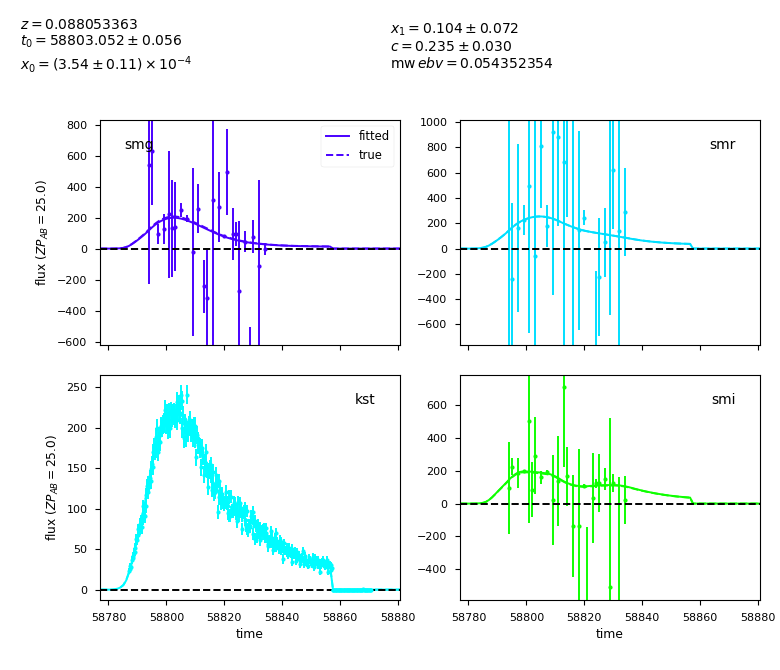 z = 0.088053363
t₀ = 58803.052 ± 0.056
x₀ = (3.54 ± 0.11) × 10⁻⁴
x₁ = 0.104 ± 0.072
c = 0.235 ± 0.030
mwebv = 0.054352354
smg
fitted
true
800
600
400
200
0
−200
−400
−600
flux (ZP_AB = 25.0)
smr
1000
800
600
400
200
0
−200
−400
−600
kst
250
200
150
100
50
0
flux (ZP_AB = 25.0)
58780 58800 58820 58840 58860 58880
time
smi
600
400
200
0
−200
−400
58780 58800 58820 58840 58860 58880
time